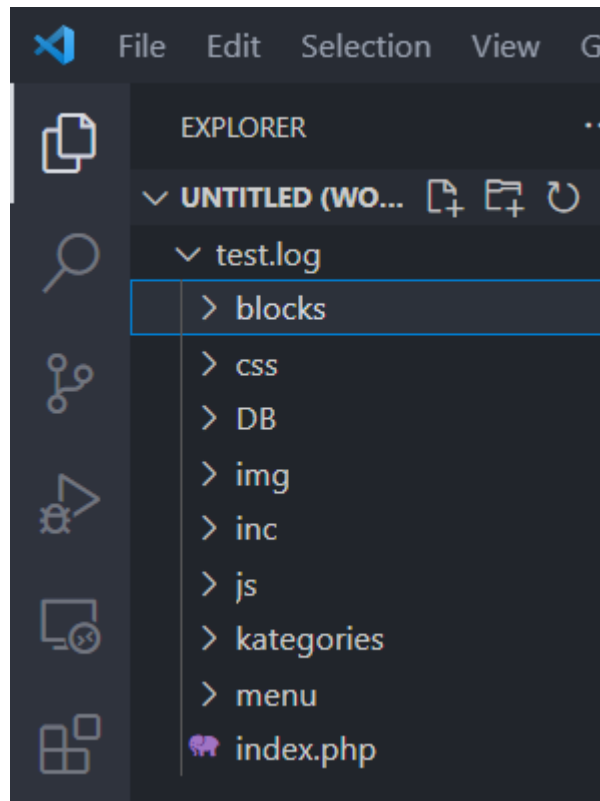 File Edit Selection View G
EXPLORER
UNTITLED (WO...
test.log
blocks
css
DB
img
inc
js
kategories
menu
index.php